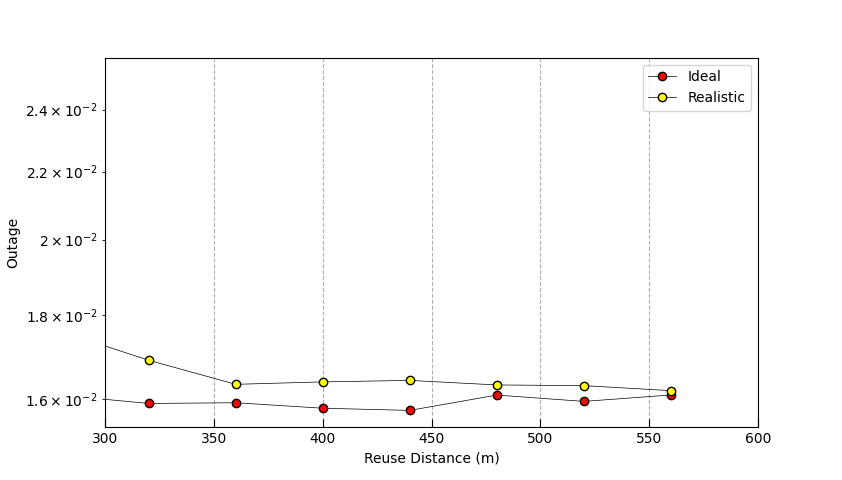 Ideal
Realistic
2.4 × 10⁻²
2.2 × 10⁻²
2 × 10⁻²
1.8 × 10⁻²
1.6 × 10⁻²
Outage
300 350 400 450 500 550 600
Reuse Distance (m)